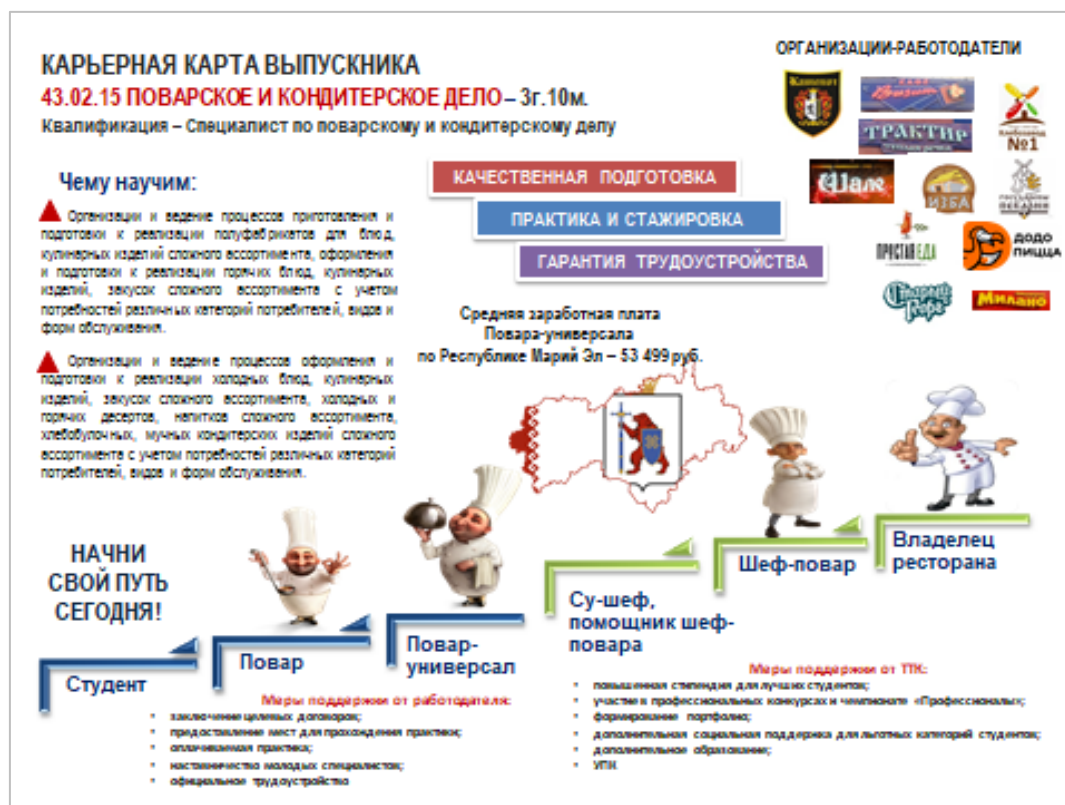 КАРЬЕРНАЯ КАРТА ВЫПУСКНИКА
43.02.15 ПОВАРСКОЕ И КОНДИТЕРСКОЕ ДЕЛО – 3г.10м.
Квалификация – Специалист по поварскому и кондитерскому делу
ОРГАНИЗАЦИИ-РАБОТОДАТЕЛИ
ТРАКТИР
Хлебозавод
№1
Шале
ИЗБА
ПРОСТАЯ ЕДА
ДОДО
ПИЦЦА
Милано
Чему научим:
Организации и ведение процессов приготовления и
подготовки к реализации полуфабрикатов для блюд,
кулинарных изделий сложного ассортимента, оформления
и подготовки к реализации горячих блюд, кулинарных
изделий, закусок сложного ассортимента с учетом
потребностей различных категорий потребителей, видов и
форм обслуживания.
Организации и ведение процессов оформления и
подготовки к реализации холодных блюд, кулинарных
изделий, закусок сложного ассортимента, холодных и
горячих десертов, напитков сложного ассортимента,
хлебобулочных, мучных кондитерских изделий сложного
ассортимента с учетом потребностей различных категорий
потребителей, видов и форм обслуживания.
КАЧЕСТВЕННАЯ ПОДГОТОВКА
ПРАКТИКА И СТАЖИРОВКА
ГАРАНТИЯ ТРУДОУСТРОЙСТВА
Средняя заработная плата
Повара-универсала
по Республике Марий Эл – 53 499 руб.
НАЧНИ
СВОЙ ПУТЬ
СЕГОДНЯ!
Студент
Повар
Повар-
универсал
Су-шеф,
помощник шеф-
повара
Шеф-повар
Владелец
ресторана
Меры поддержки от работодателя:
заключение целевых договоров;
предоставление мест для прохождения практики;
оплачиваемая практика;
наставничество молодых специалистов;
официальное трудоустройство
Меры поддержки от ТТК:
повышенная стипендия для лучших студентов;
участие в профессиональных конкурсах и чемпионате «Профессионалы»;
формирование портфолио;
дополнительная социальная поддержка для льготных категорий студентов;
дополнительное образование;
УПК